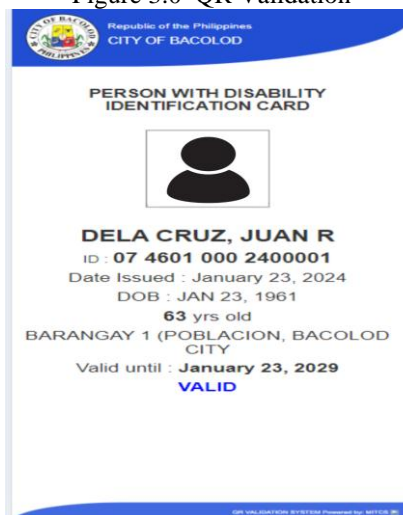 Figure 3.6 QR Validation
Republic of the Philippines
CITY OF BACOLOD
PERSON WITH DISABILITY
IDENTIFICATION CARD
DELA CRUZ, JUAN R
ID : 07 4601 000 2400001
Date Issued : January 23, 2024
DOB : JAN 23, 1961
63 yrs old
BARANGAY 1 (POBLACION, BACOLOD
CITY
Valid until : January 23, 2029
VALID
QR VALIDATION SYSTEM Powered by: MITCS